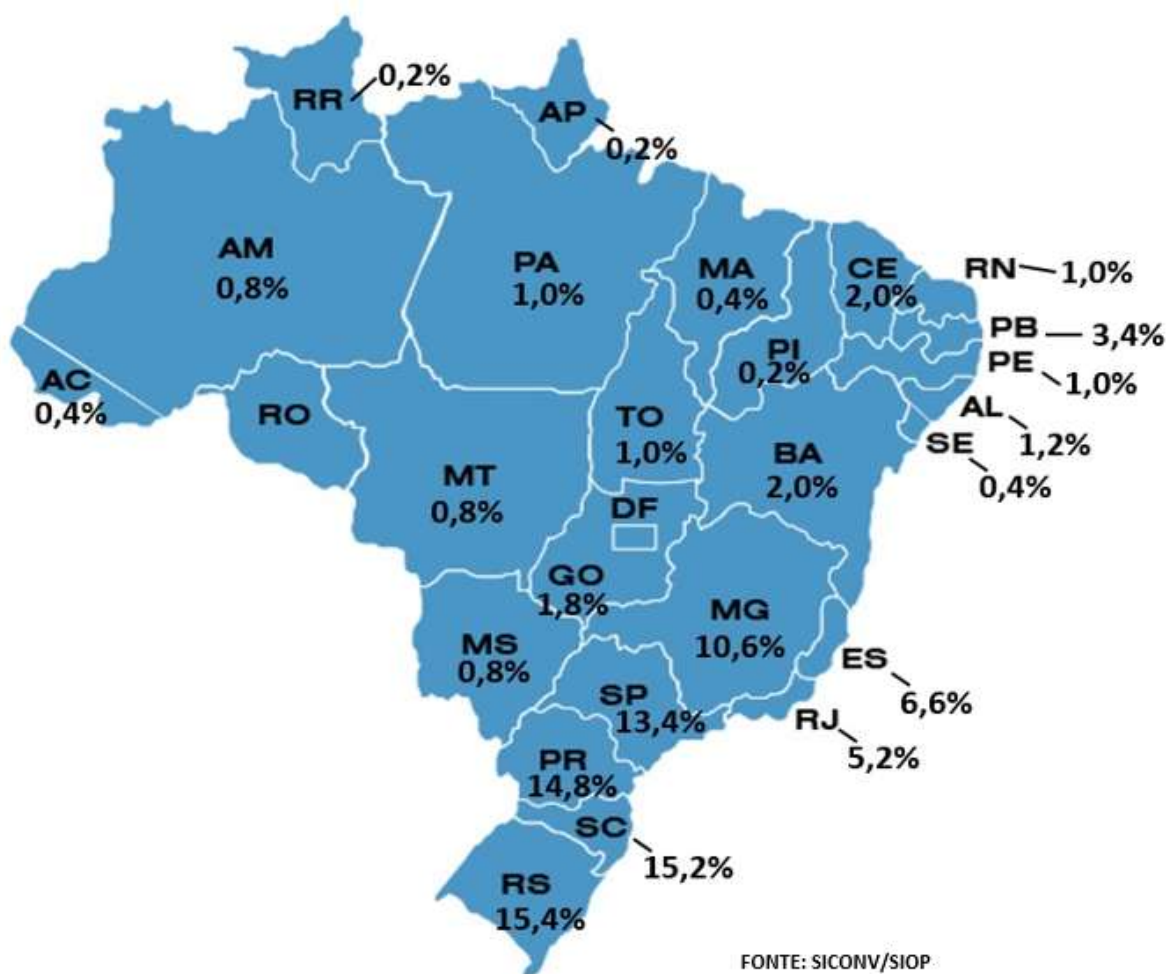 RR 0,2%
AP
0,2%
AM
0,8%
PA
1,0%
MA
0,4%
CE
2,0%
RN 1,0%
PB 3,4%
PE
1,0%
PI
0,2%
AC
0,4%
RO
TO
1,0%
AL
1,2%
SE
0,4%
BA
2,0%
MT
0,8%
DF
GO
1,8%
MG
10,6%
MS
0,8%
ES
6,6%
SP
13,4%
RJ
5,2%
PR
14,8%
SC
15,2%
RS
15,4%
FONTE: SICONV/SIOP